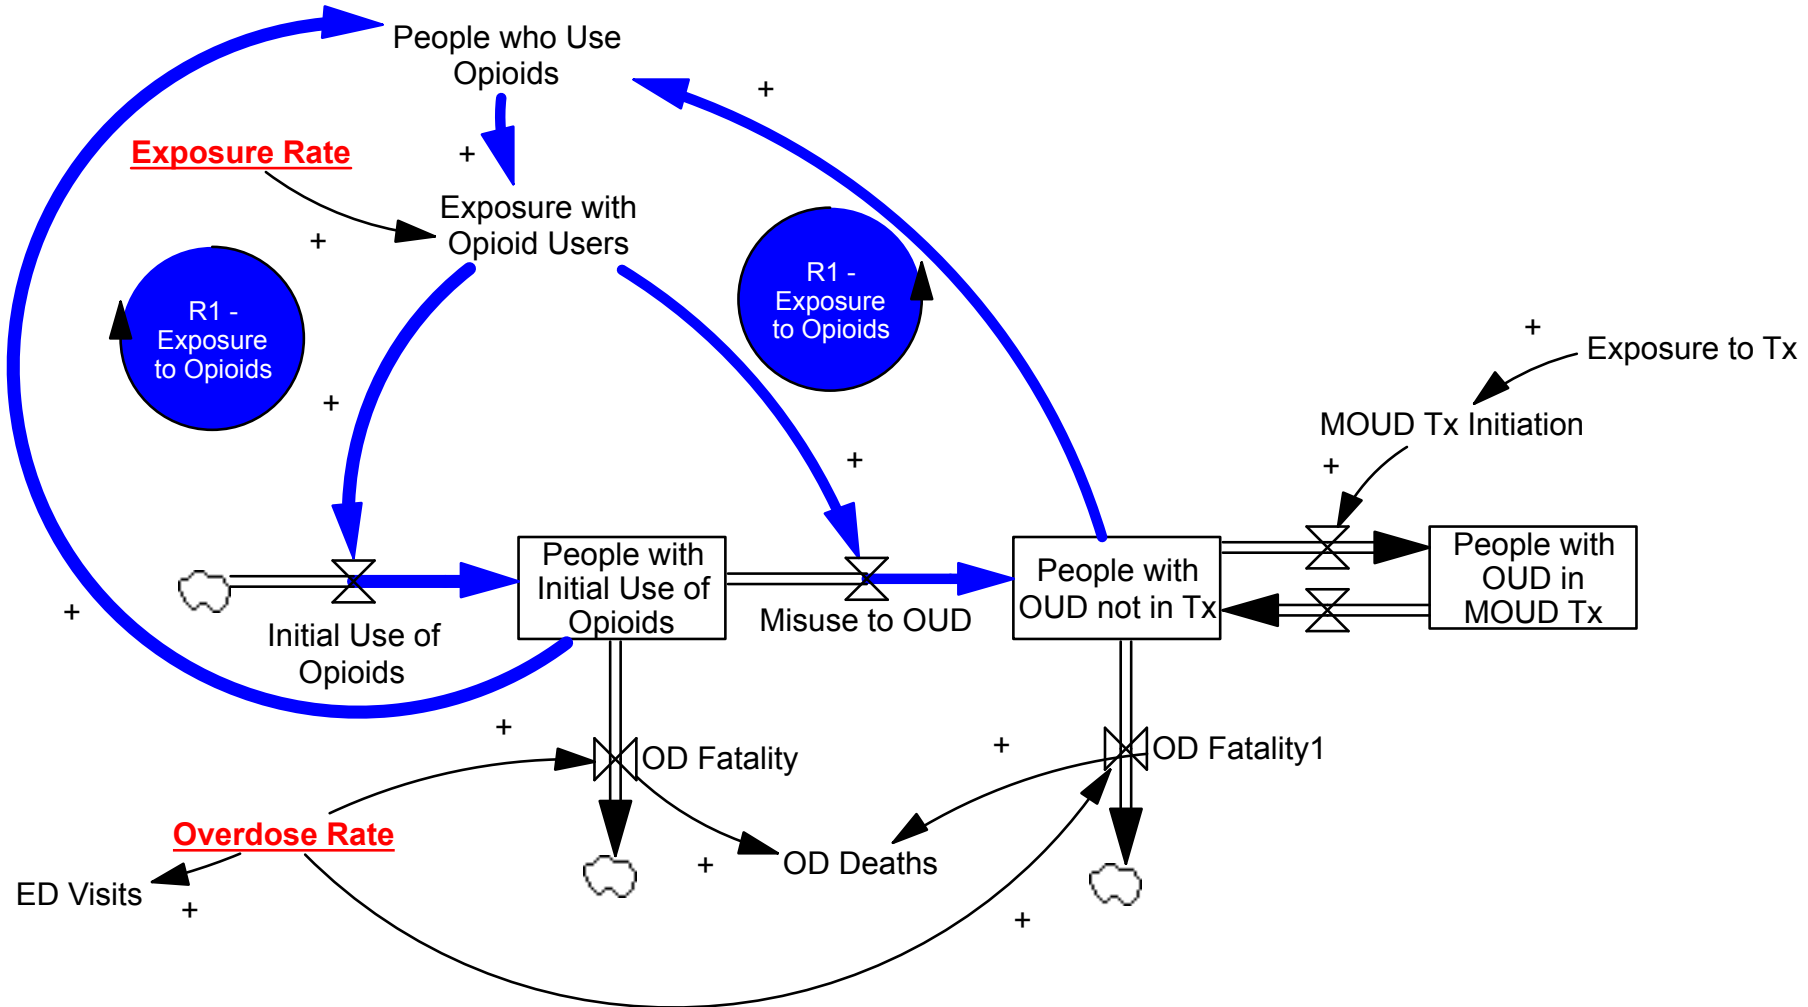 People who Use
Opioids
+
Exposure Rate
+
Exposure with
Opioid Users
+
R1 -
Exposure
to Opioids
R1 -
Exposure
to Opioids
+
Exposure to Tx
+
MOUD Tx Initiation
+
+
+
People with
Initial Use of
Opioids
People with
OUD not in Tx
People with
OUD in
MOUD Tx
Initial Use of
Opioids
Misuse to OUD
+
+
OD Fatality
+
OD Fatality1
Overdose Rate
+
OD Deaths
ED Visits
+
+